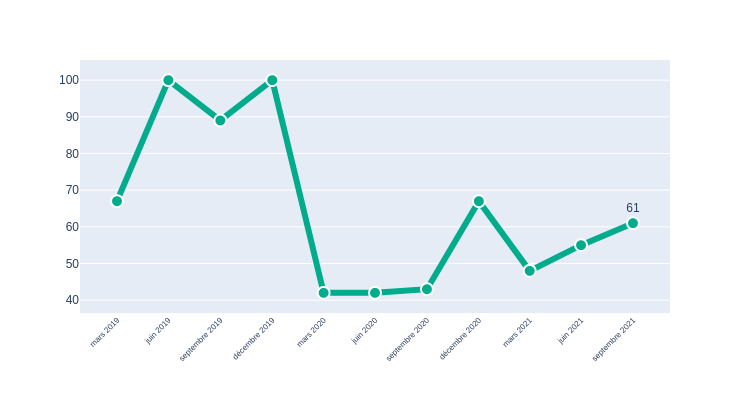 100
90
80
70
60
50
40
61
mars 2019
juin 2019
septembre 2019
décembre 2019
mars 2020
juin 2020
septembre 2020
décembre 2020
mars 2021
juin 2021
septembre 2021